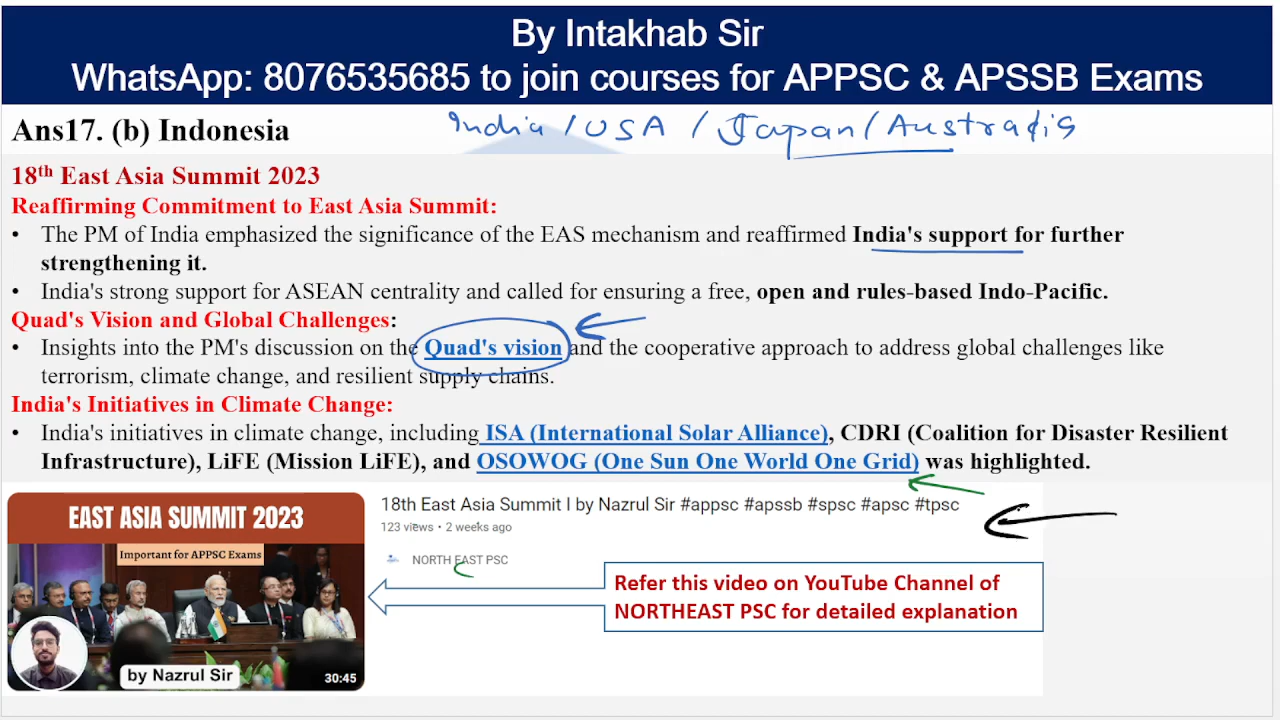 By Intakhab Sir
WhatsApp: 8076535685 to join courses for APPSC & APSSB Exams
Ans17. (b) Indonesia
India / USA / Japan / Australia
18th East Asia Summit 2023
Reaffirming Commitment to East Asia Summit:
• The PM of India emphasized the significance of the EAS mechanism and reaffirmed India's support for further
strengthening it.
• India's strong support for ASEAN centrality and called for ensuring a free, open and rules-based Indo-Pacific.
Quad's Vision and Global Challenges:
• Insights into the PM's discussion on the Quad's vision and the cooperative approach to address global challenges like
terrorism, climate change, and resilient supply chains.
India's Initiatives in Climate Change:
• India's initiatives in climate change, including ISA (International Solar Alliance), CDRI (Coalition for Disaster Resilient
Infrastructure), LiFE (Mission LiFE), and OSOWOG (One Sun One World One Grid) was highlighted.
EAST ASIA SUMMIT 2023
Important for APPSC Exams
by Nazrul Sir
30:45
18th East Asia Summit I by Nazrul Sir #appsc #apssb #spsc #apsc #tpsc
123 views • 2 weeks ago
NORTH EAST PSC
Refer this video on YouTube Channel of
NORTHEAST PSC for detailed explanation